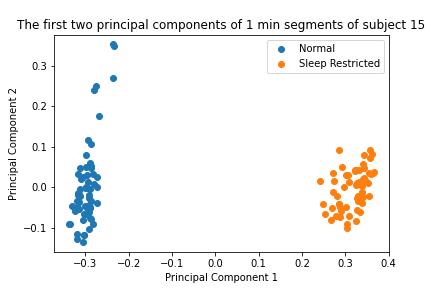 The first two principal components of 1 min segments of subject 15
Normal
Sleep Restricted
Principal Component 2
0.3
0.2
0.1
0.0
−0.1
−0.3
−0.2
−0.1
0.0
0.1
0.2
0.3
0.4
Principal Component 1